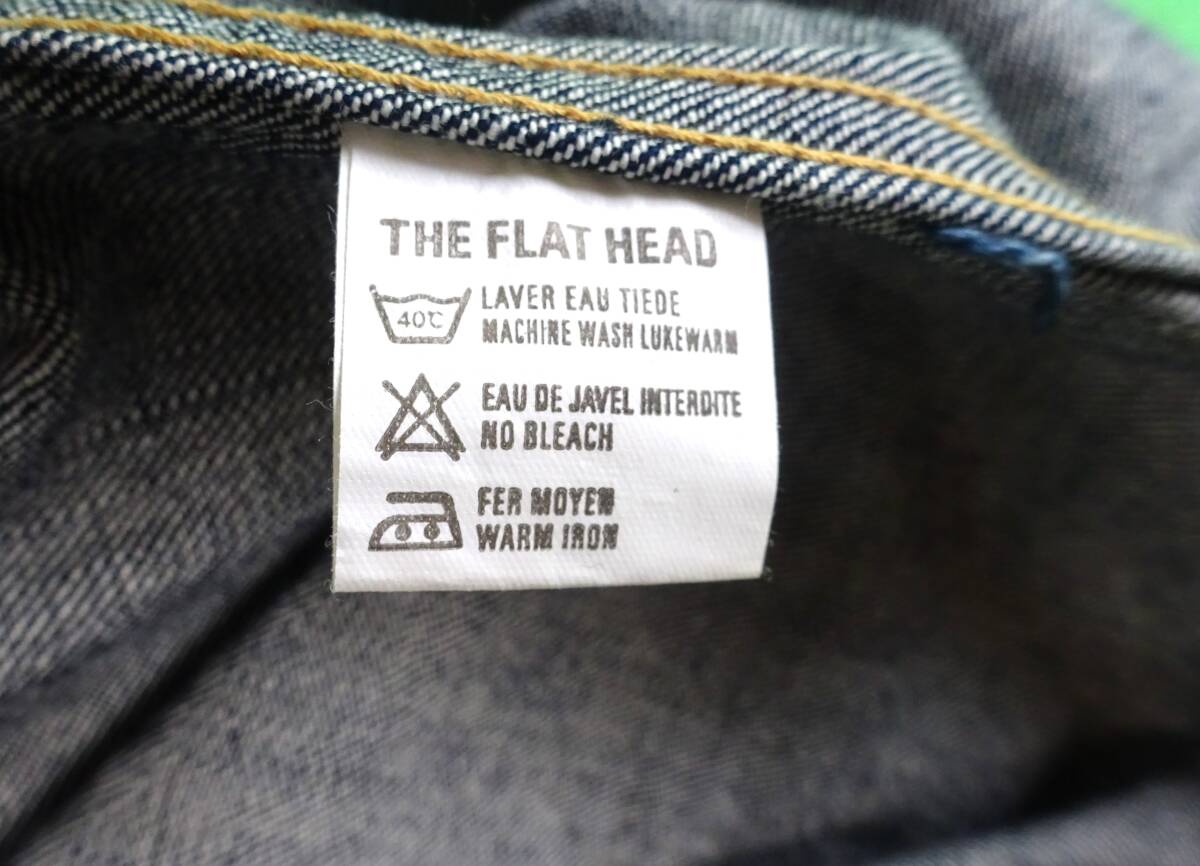 THE FLAT HEAD
40℃
LAVER EAU TIEDE
MACHINE WASH LUKEWARM
EAU DE JAVEL INTERDITE
NO BLEACH
FER MOYEN
WARM IRON